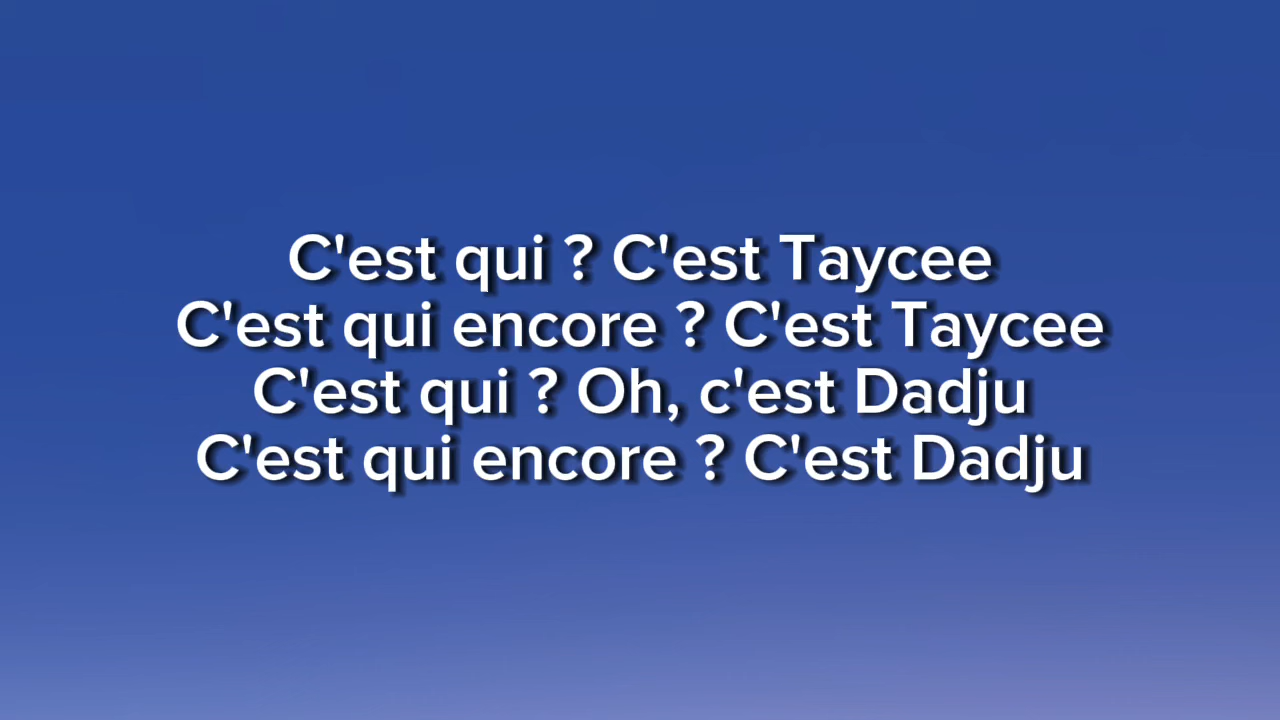 C'est qui ? C'est Taycee
C'est qui encore ? C'est Taycee
C'est qui ? Oh, c'est Dadju
C'est qui encore ? C'est Dadju